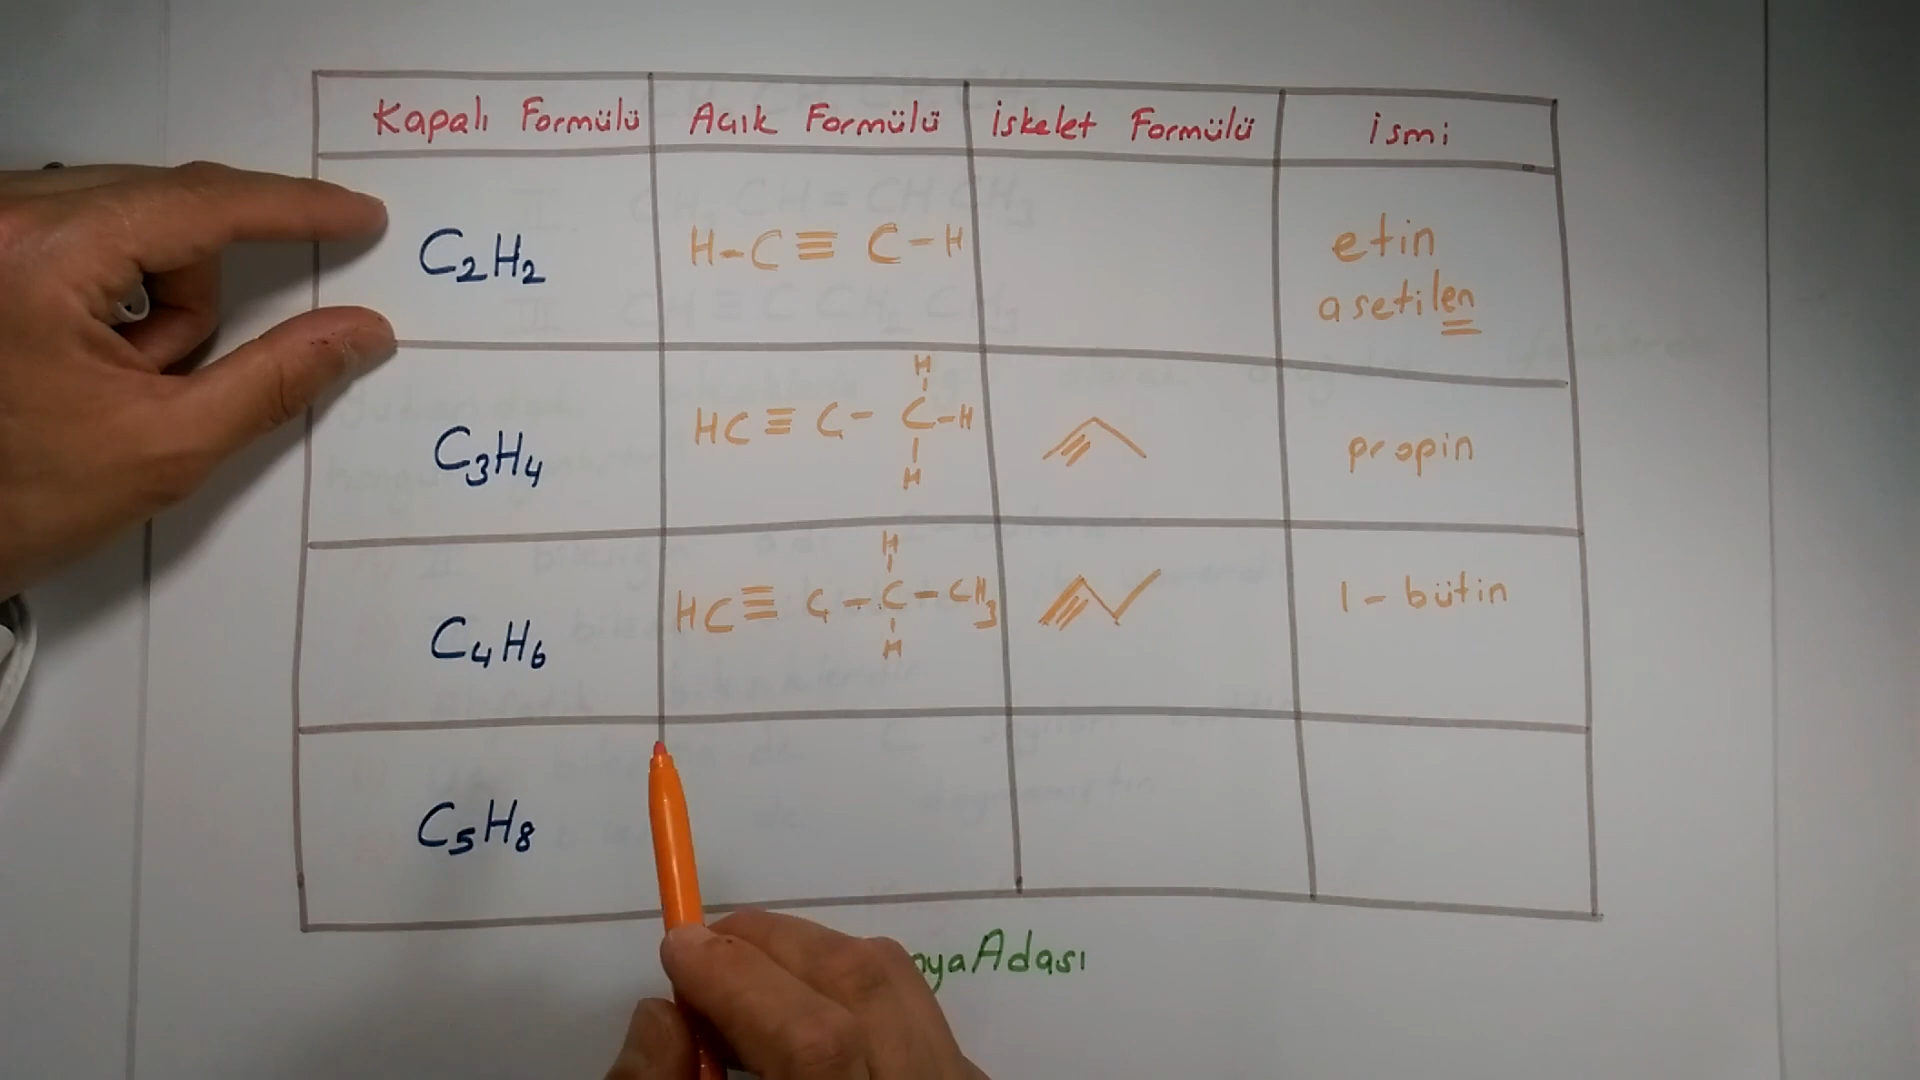 Kapalı Formülü Açık Formülü İskelet Formülü İsmi
C₂H₂ H-C≡C-H etin
asetilen
H
C₃H₄ HC≡C-C-H propin
H
H
C₄H₆ HC≡C-C-CH₃ 1-bütin
H
C₅H₈
Adası